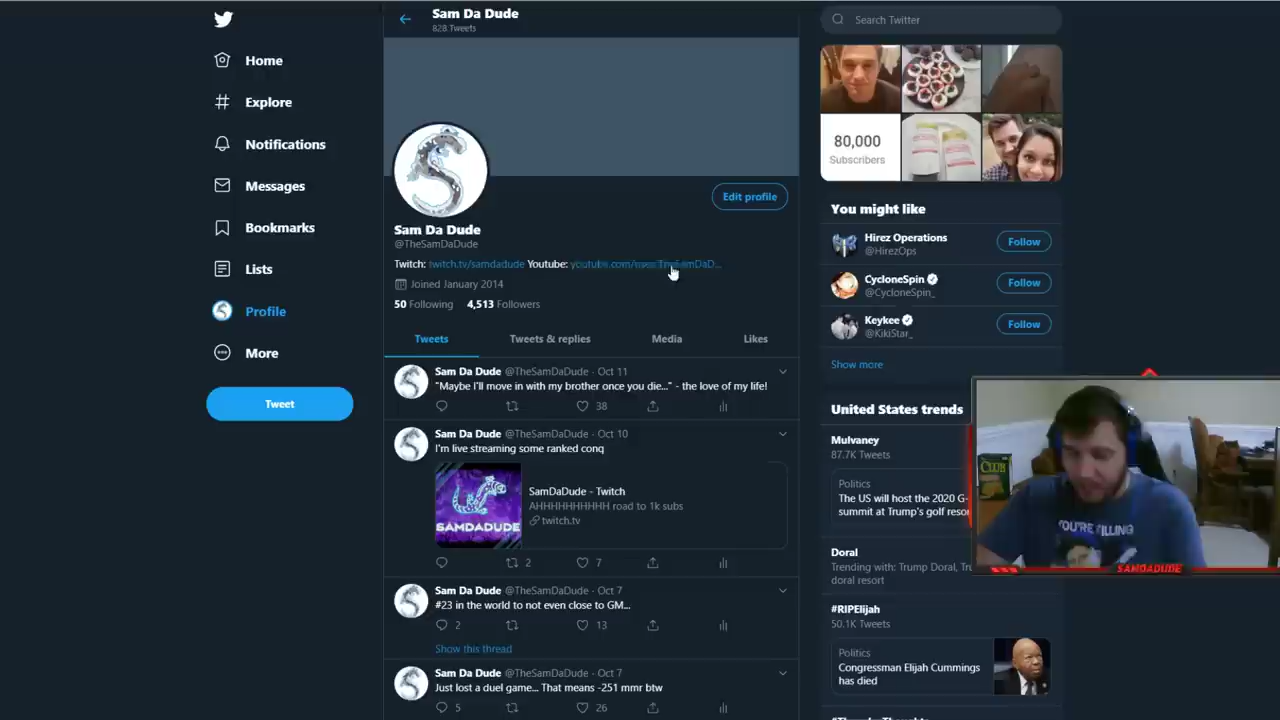 Home
Explore
Notifications
Messages
Bookmarks
Lists
Profile
More
Tweet
Sam Da Dude
828 Tweets
Edit profile
Sam Da Dude
@TheSamDaDude
Twitch: twitch.tv/samdadude Youtube: youtube.com/
Joined January 2014
50 Following 4,513 Followers
Tweets Tweets & replies Media Likes
Sam Da Dude @TheSamDaDude · Oct 11
"Maybe I'll move in with my brother once you die..." - the love of my life!
38
Sam Da Dude @TheSamDaDude · Oct 10
I'm live streaming some ranked conq
SAMDADUDE
SamDaDude - Twitch
AHHHHHHHHHH road to 1k subs
twitch.tv
2 7
Sam Da Dude @TheSamDaDude · Oct 7
#23 in the world to not even close to GM...
2 13
Show this thread
Sam Da Dude @TheSamDaDude · Oct 7
Just lost a duel game... That means -251 mmr btw
5 26
Search Twitter
80,000
Subscribers
You might like
Hirez Operations
@HirezOps
Follow
CycloneSpin
@CycloneSpin_
Follow
Keykee
@KikiStar_
Follow
Show more
United States trends
Mulvaney
87.7K Tweets
Politics
The US will host the 2020 G-
summit at Trump's golf resor
Doral
Trending with: Trump Doral, Tr
doral resort
#RIPElijah
50.1K Tweets
Politics
Congressman Elijah Cummings
has died
CLUB
YOU'RE KILLING
SAMDADUDE